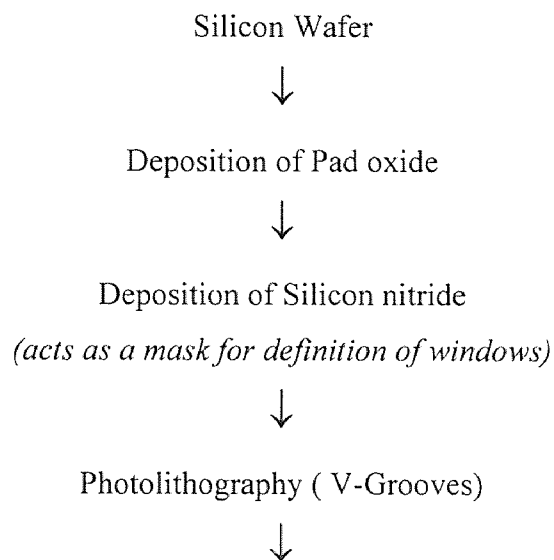 Silicon Wafer
↓
Deposition of Pad oxide
↓
Deposition of Silicon nitride
(acts as a mask for definition of windows)
↓
Photolithography ( V-Grooves)
↓